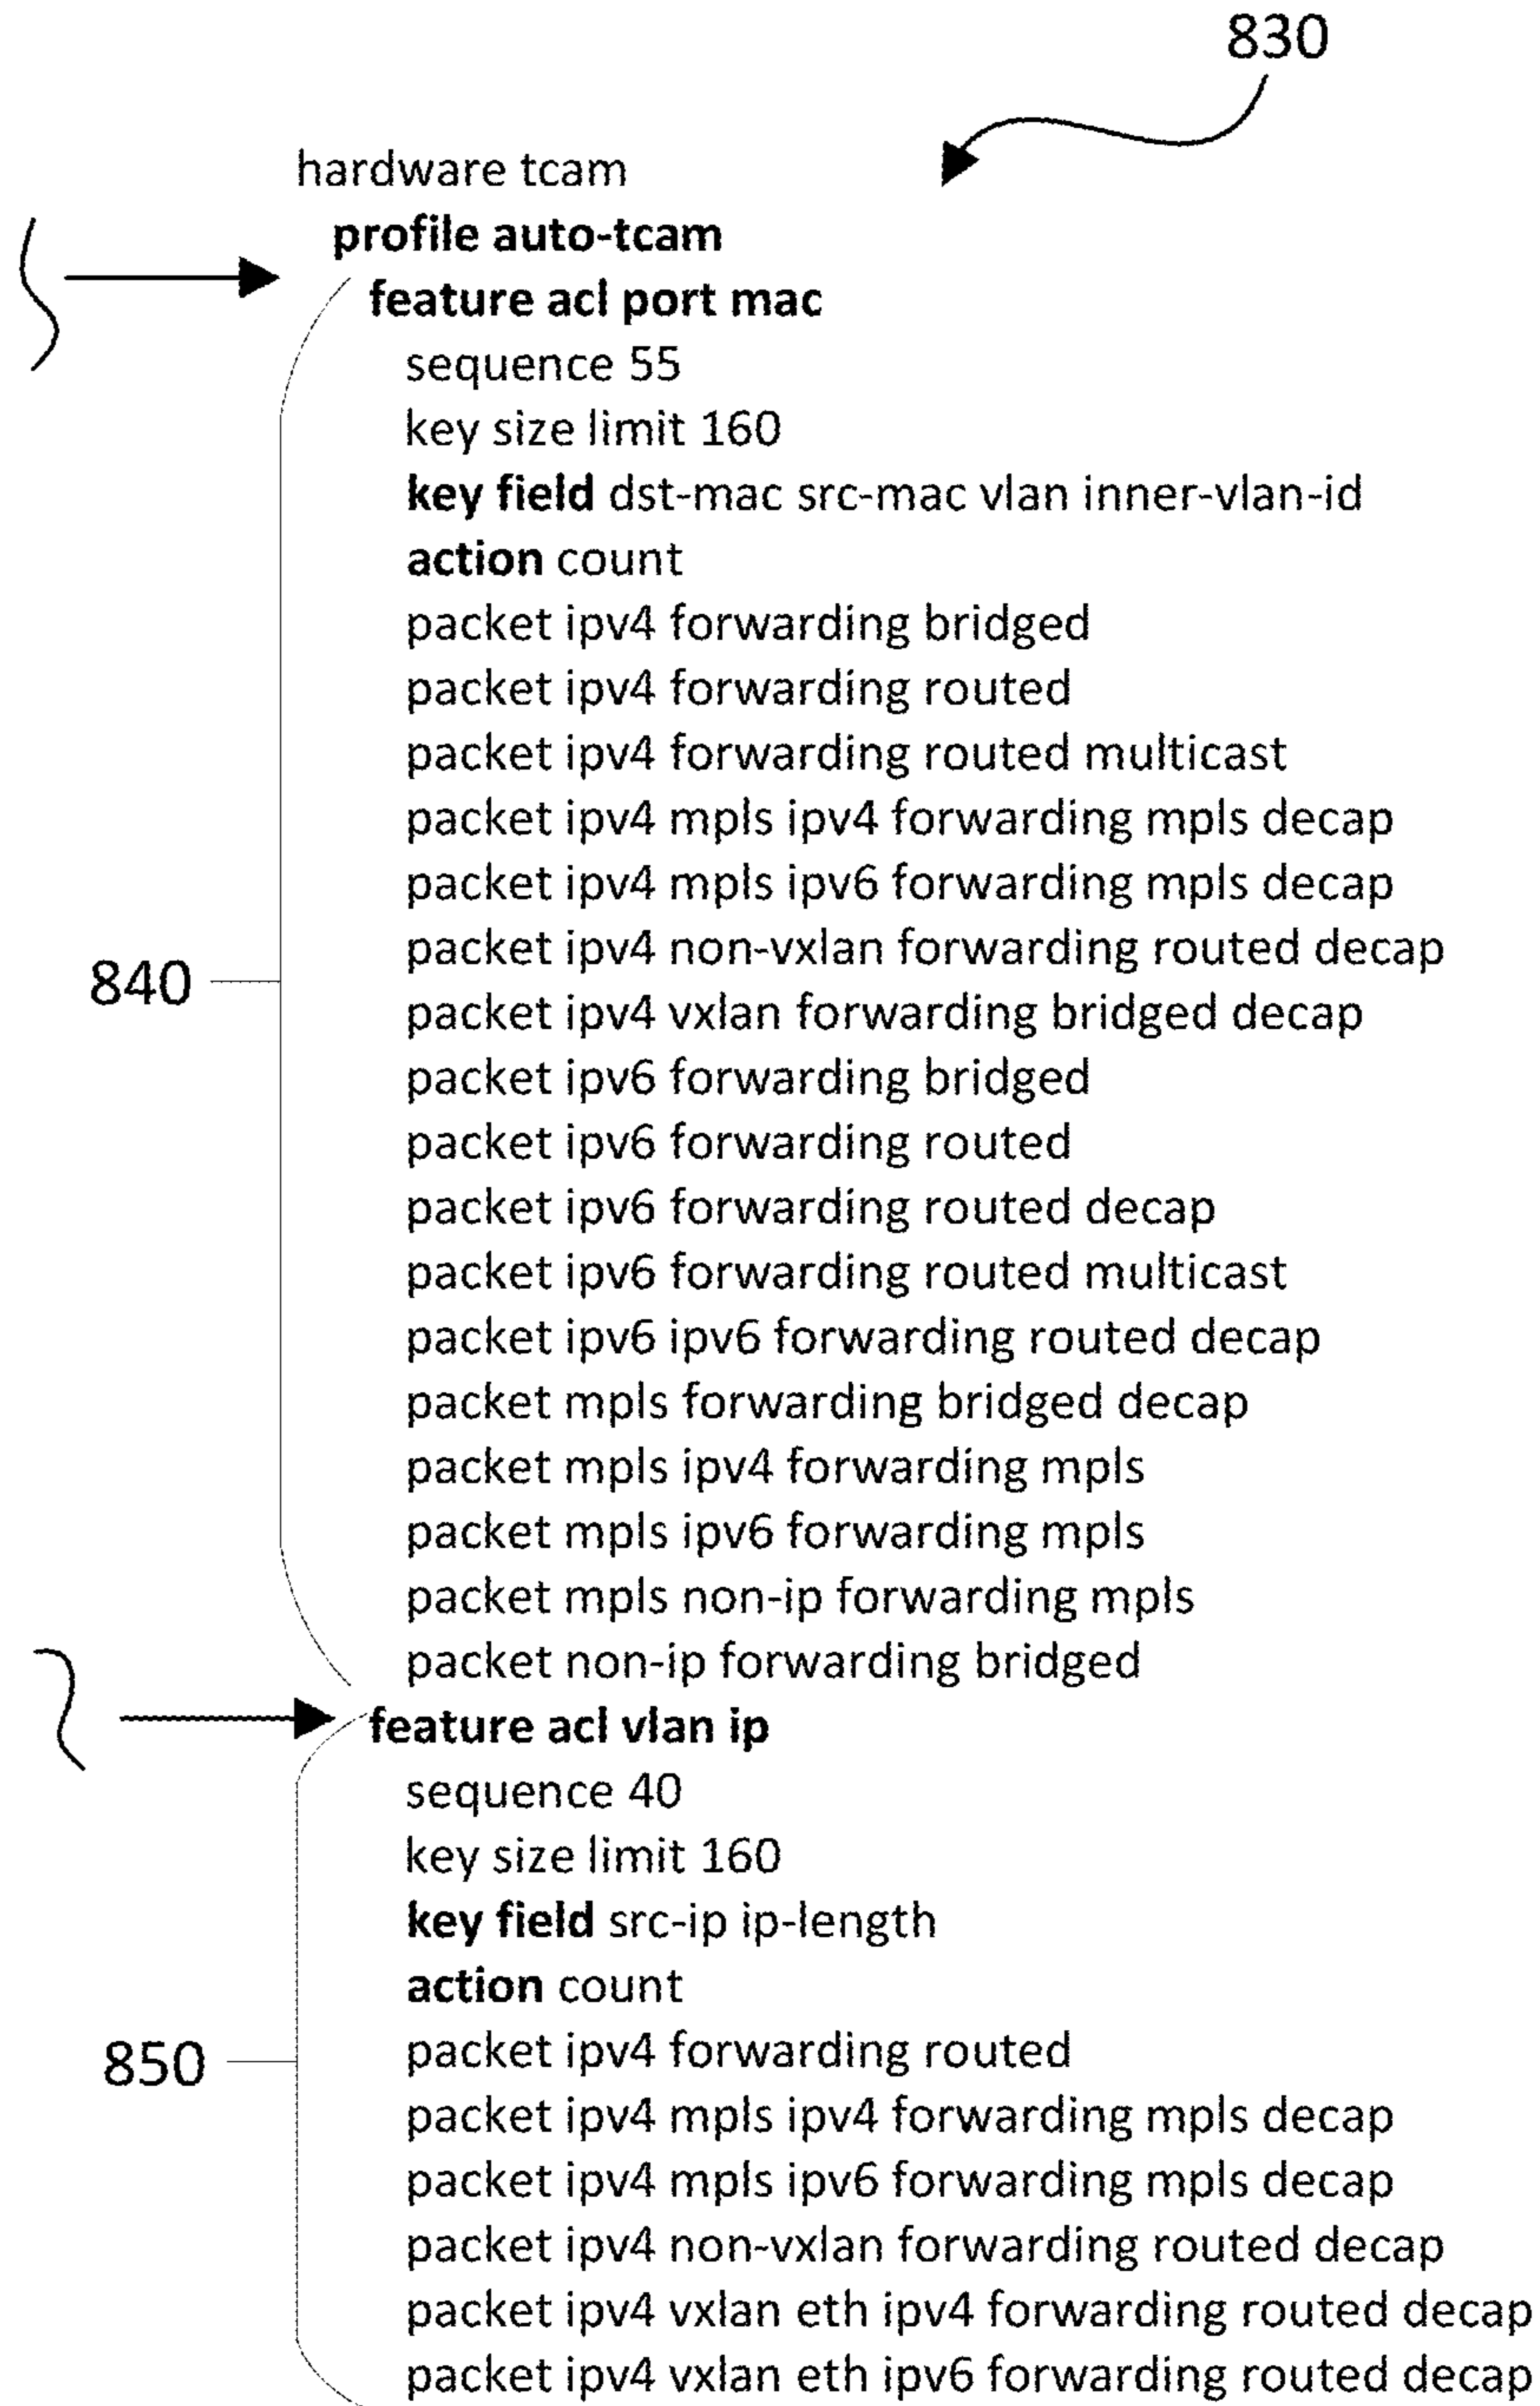 830
hardware tcam
profile auto-tcam
feature acl port mac
sequence 55
key size limit 160
key field dst-mac src-mac vlan inner-vlan-id
action count
packet ipv4 forwarding bridged
packet ipv4 forwarding routed
packet ipv4 forwarding routed multicast
packet ipv4 mpls ipv4 forwarding mpls decap
packet ipv4 mpls ipv6 forwarding mpls decap
packet ipv4 non-vxlan forwarding routed decap
840
packet ipv4 vxlan forwarding bridged decap
packet ipv6 forwarding bridged
packet ipv6 forwarding routed
packet ipv6 forwarding routed decap
packet ipv6 forwarding routed multicast
packet ipv6 ipv6 forwarding routed decap
packet mpls forwarding bridged decap
packet mpls ipv4 forwarding mpls
packet mpls ipv6 forwarding mpls
packet mpls non-ip forwarding mpls
packet non-ip forwarding bridged
feature acl vlan ip
sequence 40
key size limit 160
key field src-ip ip-length
action count
packet ipv4 forwarding routed
850
packet ipv4 mpls ipv4 forwarding mpls decap
packet ipv4 mpls ipv6 forwarding mpls decap
packet ipv4 non-vxlan forwarding routed decap
packet ipv4 vxlan eth ipv4 forwarding routed decap
packet ipv4 vxlan eth ipv6 forwarding routed decap